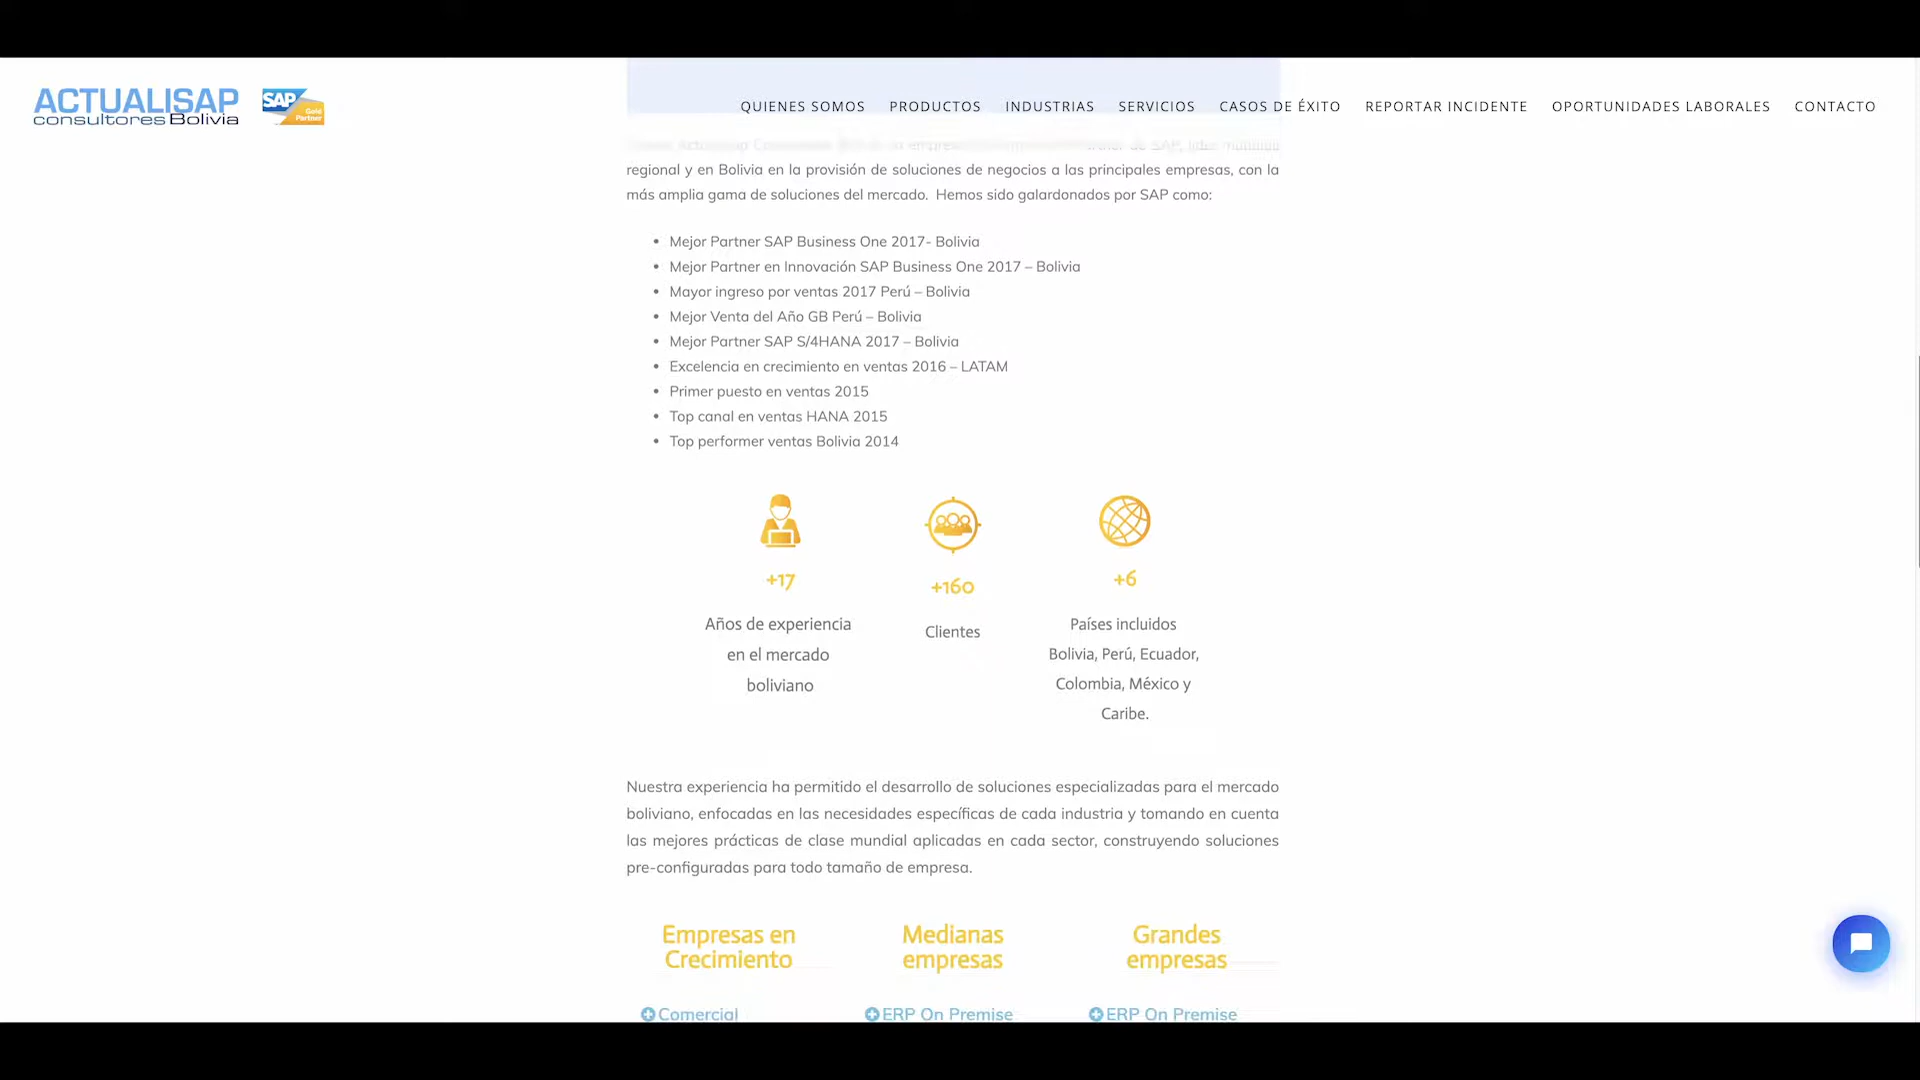 ACTUALISAP
consultores Bolivia
SAP
Gold
Partner
QUIENES SOMOS PRODUCTOS INDUSTRIAS SERVICIOS CASOS DE ÉXITO REPORTAR INCIDENTE OPORTUNIDADES LABORALES CONTACTO
regional y en Bolivia en la provisión de soluciones de negocios a las principales empresas, con la
más amplia gama de soluciones del mercado. Hemos sido galardonados por SAP como:
• Mejor Partner SAP Business One 2017- Bolivia
• Mejor Partner en Innovación SAP Business One 2017 – Bolivia
• Mayor ingreso por ventas 2017 Perú – Bolivia
• Mejor Venta del Año GB Perú – Bolivia
• Mejor Partner SAP S/4HANA 2017 – Bolivia
• Excelencia en crecimiento en ventas 2016 – LATAM
• Primer puesto en ventas 2015
• Top canal en ventas HANA 2015
• Top performer ventas Bolivia 2014
+17
Años de experiencia
en el mercado
boliviano
+160
Clientes
+6
Países incluidos
Bolivia, Perú, Ecuador,
Colombia, México y
Caribe.
Nuestra experiencia ha permitido el desarrollo de soluciones especializadas para el mercado
boliviano, enfocadas en las necesidades específicas de cada industria y tomando en cuenta
las mejores prácticas de clase mundial aplicadas en cada sector, construyendo soluciones
pre-configuradas para todo tamaño de empresa.
Empresas en
Crecimiento
Comercial
Medianas
empresas
ERP On Premise
Grandes
empresas
ERP On Premise